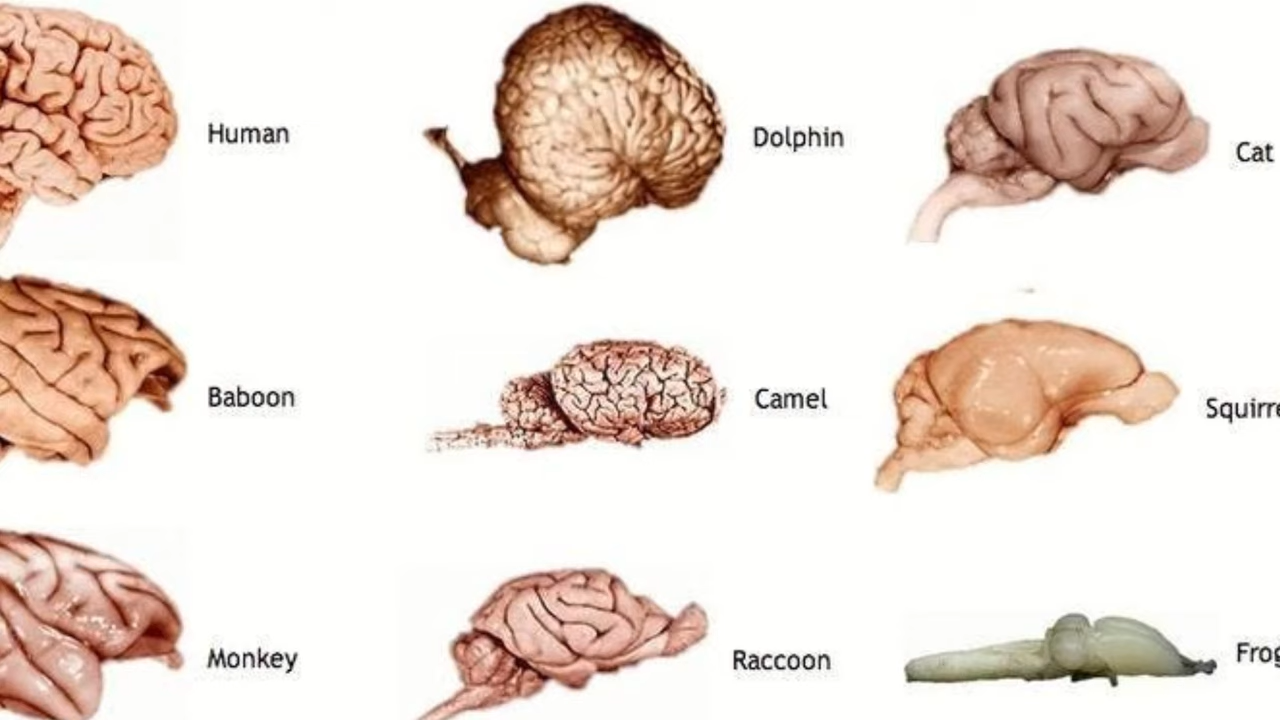 Human
Dolphin
Cat
Baboon
Camel
Squirre
Monkey
Raccoon
Frog